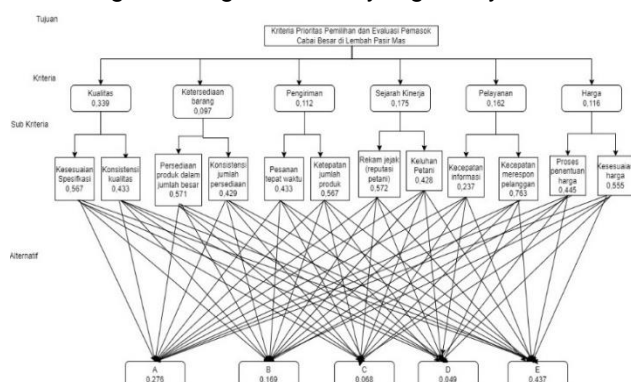 Tujuan
Kriteria Prioritas Pemilihan dan Evaluasi Pemasok
Cabai Besar di Lembah Pasir Mas
Kriteria
Kualitas
0,339
Katersediaan
barang
0,097
Pengiriman
0,112
Sejarah Kinerja
0,175
Pelayanan
0,162
Harga
0,116
Sub Kriteria
Kesesuaian
Spesifkasi
0,567
Konsistensi
kualitas
0,433
Persediaan
produk dalam
jumlah besar
0,571
Konsistensi
jumlah
persediaan
0,429
Pesanan
tepat waktu
0,433
Ketepatan
jumlah
produk
0,567
Rekam jejak
(reputasi
petani)
0,572
Keluhan
Petani
0,428
Kecepatan
informasi
0,237
Kecepatan
merespon
pelanggan
0,763
Proses
penentuan
harga
0,445
Kesesuaian
harga
0,555
Alternatif
A
0.276
B
0.169
C
0.068
D
0.049
E
0.437